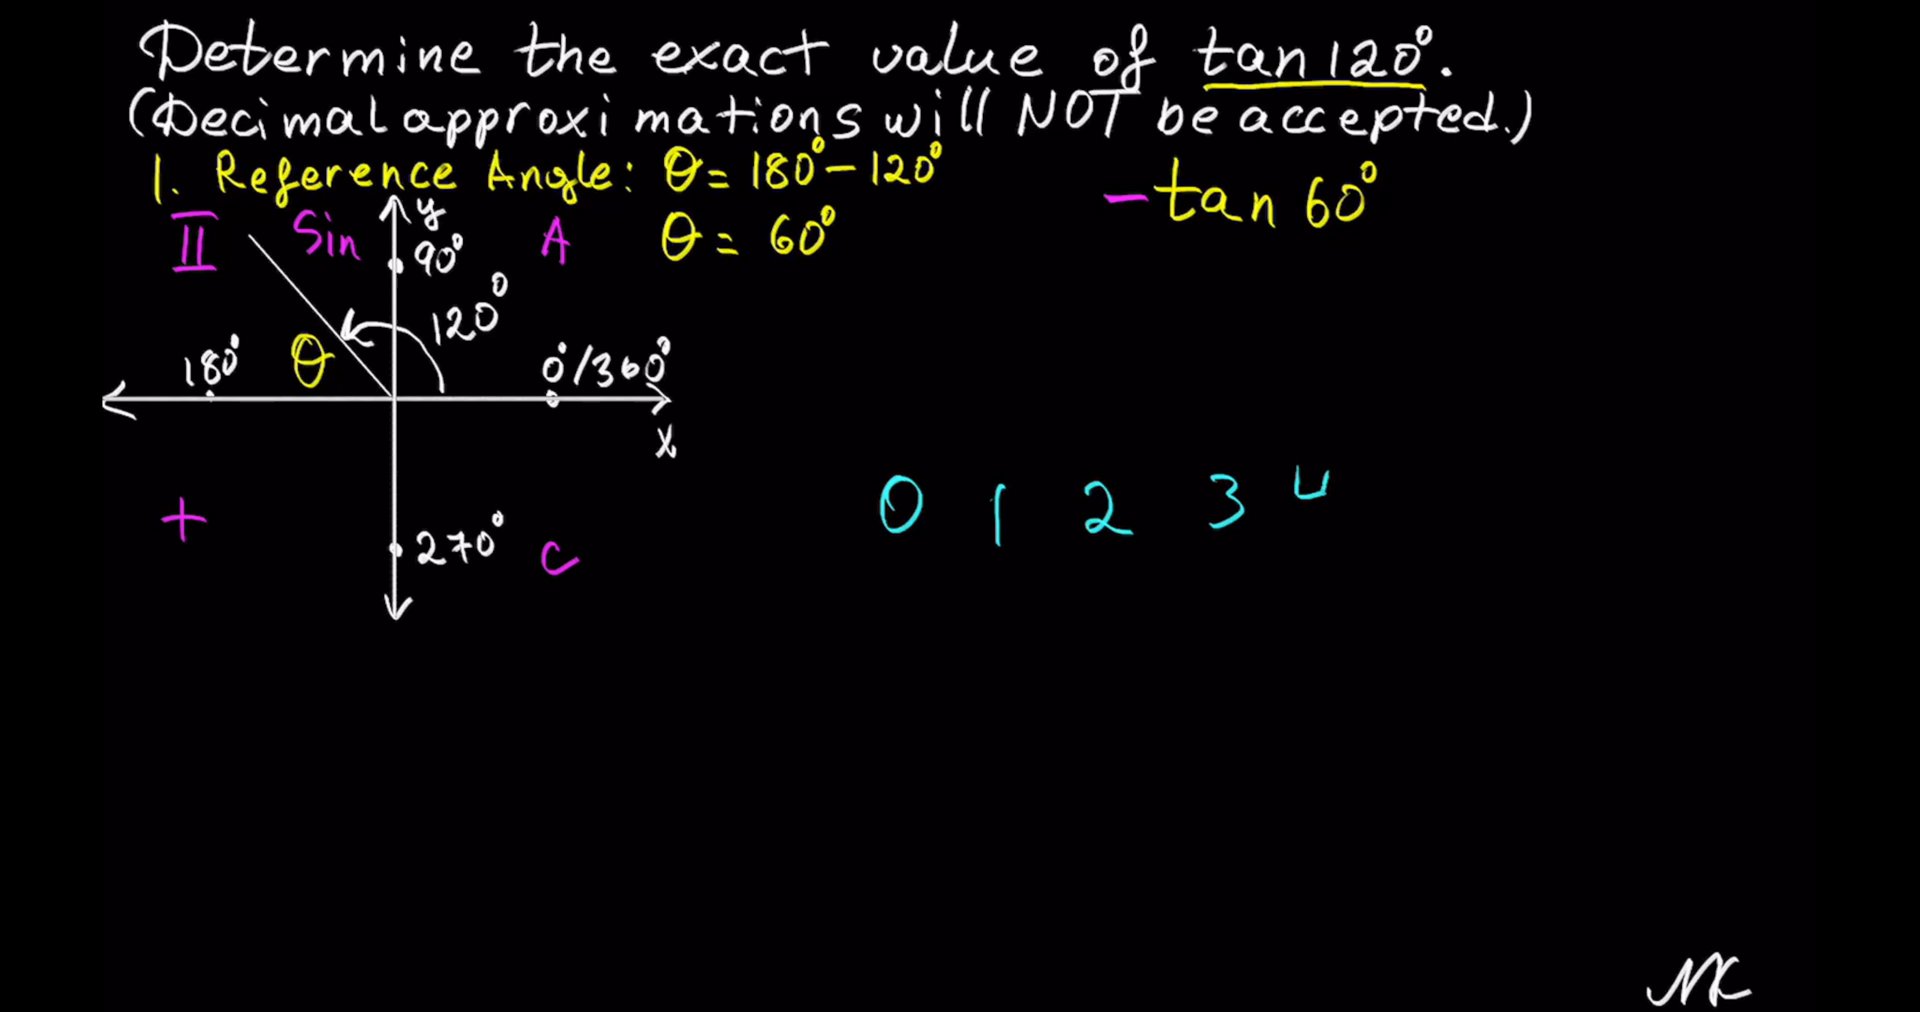 Determine the exact value of tan 120°.
(Decimal approximations will NOT be accepted.)
1. Reference Angle: θ = 180° - 120°
- tan 60°
II Sin y A θ = 60°
90°
120°
180° θ 0°/360°
x
0 1 2 3 4
+ 270° C
NK